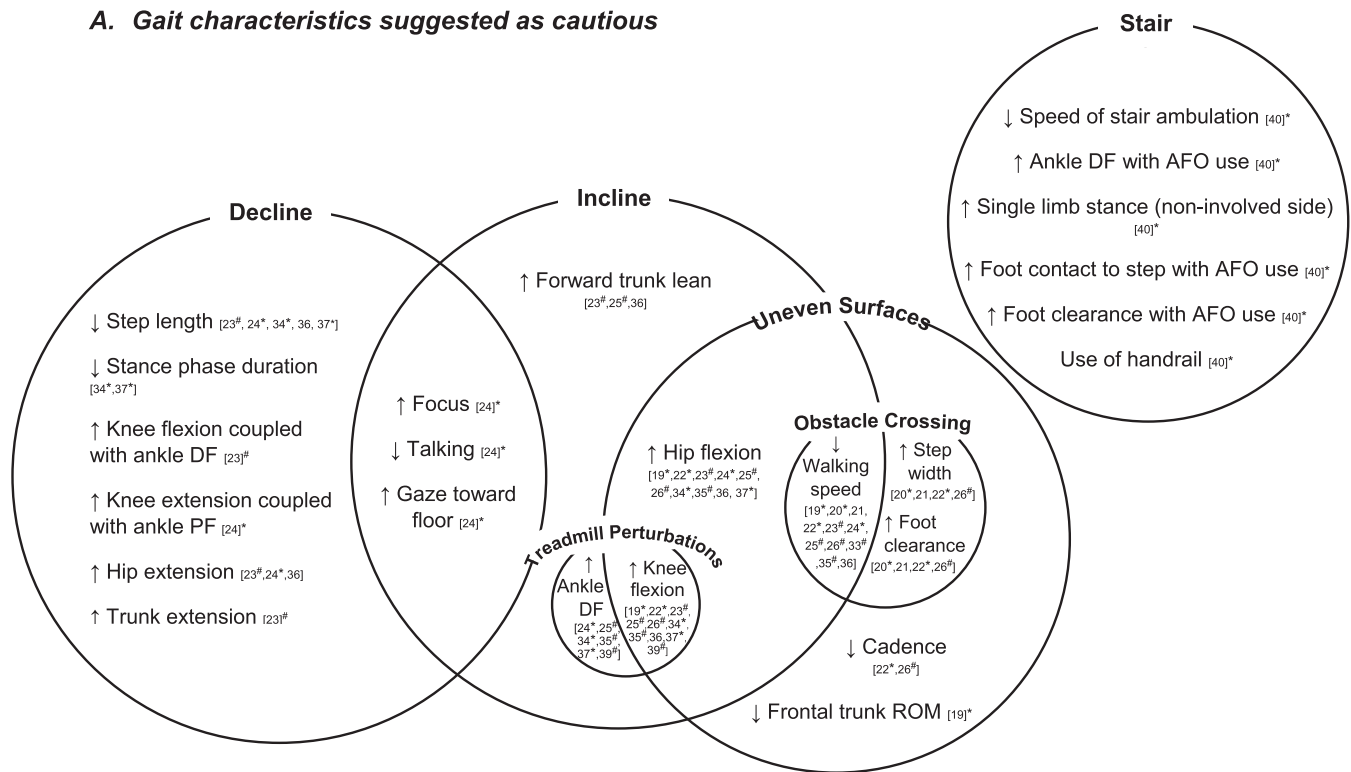 A. Gait characteristics suggested as cautious
Stair
↓ Speed of stair ambulation [40]*
↑ Ankle DF with AFO use [40]*
↑ Single limb stance (non-involved side)
[40]*
↑ Foot contact to step with AFO use [40]*
↑ Foot clearance with AFO use [40]*
Use of handrail [40]*
Decline
↓ Step length [23#, 24*, 34*, 36, 37*]
↓ Stance phase duration
[34*,37*]
↑ Knee flexion coupled
with ankle DF [23]#
↑ Knee extension coupled
with ankle PF [24]*
↑ Hip extension [23#,24*,36]
↑ Trunk extension [23]#
↑ Focus [24]*
↓ Talking [24]*
↑ Gaze toward
floor [24]*
Incline
↑ Forward trunk lean
[23#,25#,36]
Uneven Surfaces
↑ Hip flexion
[19*,22*,23#,24*,25#,
26#,34*,35#,36, 37*]
Treadmill Perturbations
↑
Ankle
DF
[24*,25#,
34*,35#,
37*,39#]
↑ Knee
flexion
[19*,22*,23#,
25#,26#,34*,
35#,36,37*,
39#]
Obstacle Crossing
↓
Walking
speed
[19*,20*,21,
22*,23#,24*,
25#,26#,33#
,35#,36]
↑ Step
width
[20*,21,22*,26#]
↑ Foot
clearance
[20*,21,22*,26#]
↓ Cadence
[22*,26#]
↓ Frontal trunk ROM [19]*